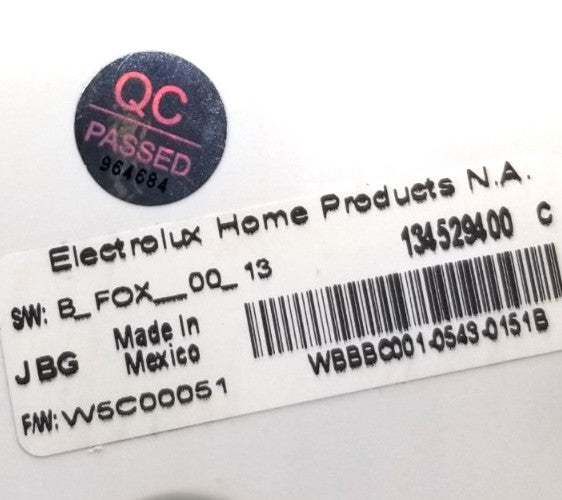 QC
PASSED
964684
Electrolux Home Products N.A.
134529400 C
SW: B_FOX__00_13
JBG Made In Mexico
WBBBC001-0543-0151B
F/W: W5C00051